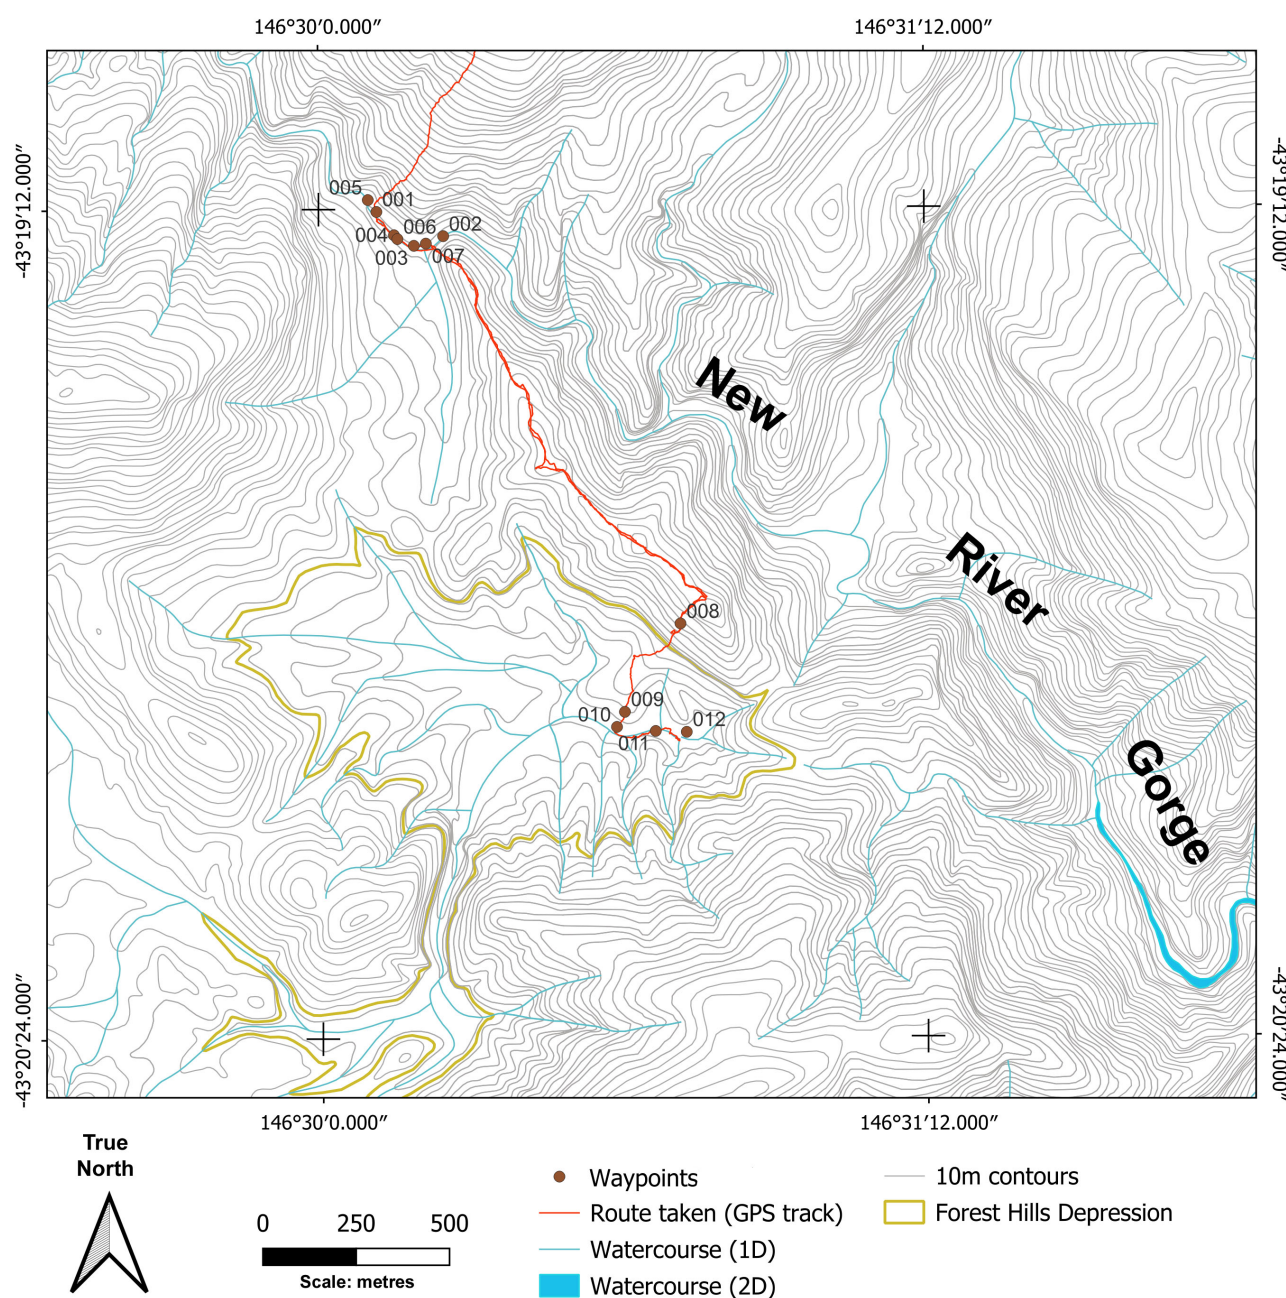 146°30′0.000″
146°31′12.000″
-43°19′12.000″
-43°19′12.000″
005
001
004
006
002
003
007
New
River
008
009
010
012
011
Gorge
-43°20′24.000″
-43°20′24.000″
146°30′0.000″
146°31′12.000″
True
North
0 250 500
Scale: metres
Waypoints
Route taken (GPS track)
Watercourse (1D)
Watercourse (2D)
10m contours
Forest Hills Depression